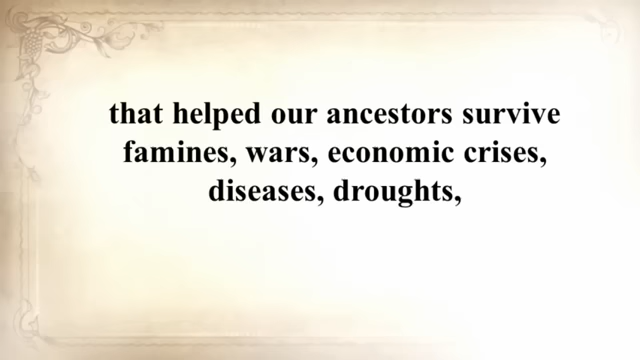 that helped our ancestors survive
famines, wars, economic crises,
diseases, droughts,